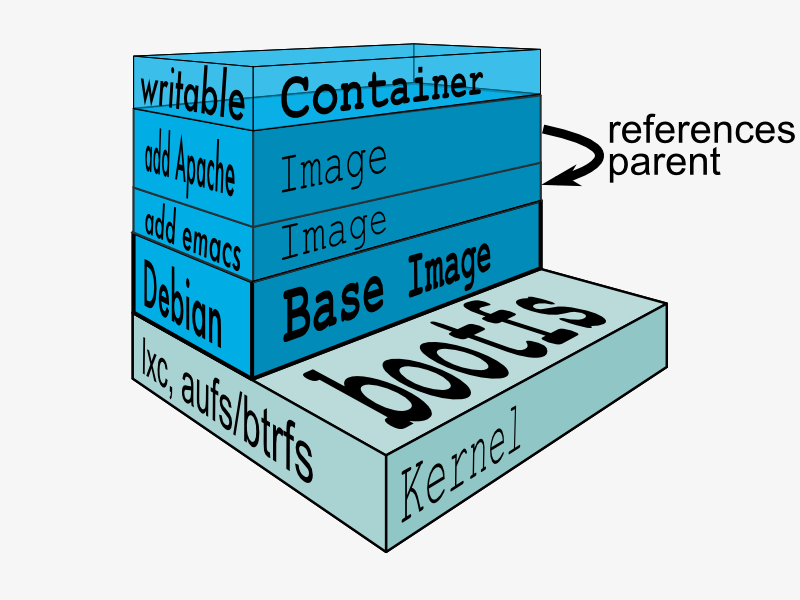 writable
Container
add Apache
Image
references
parent
add emacs
Image
Debian
Base Image
lxc, aufs/btrfs
bootfs
Kernel